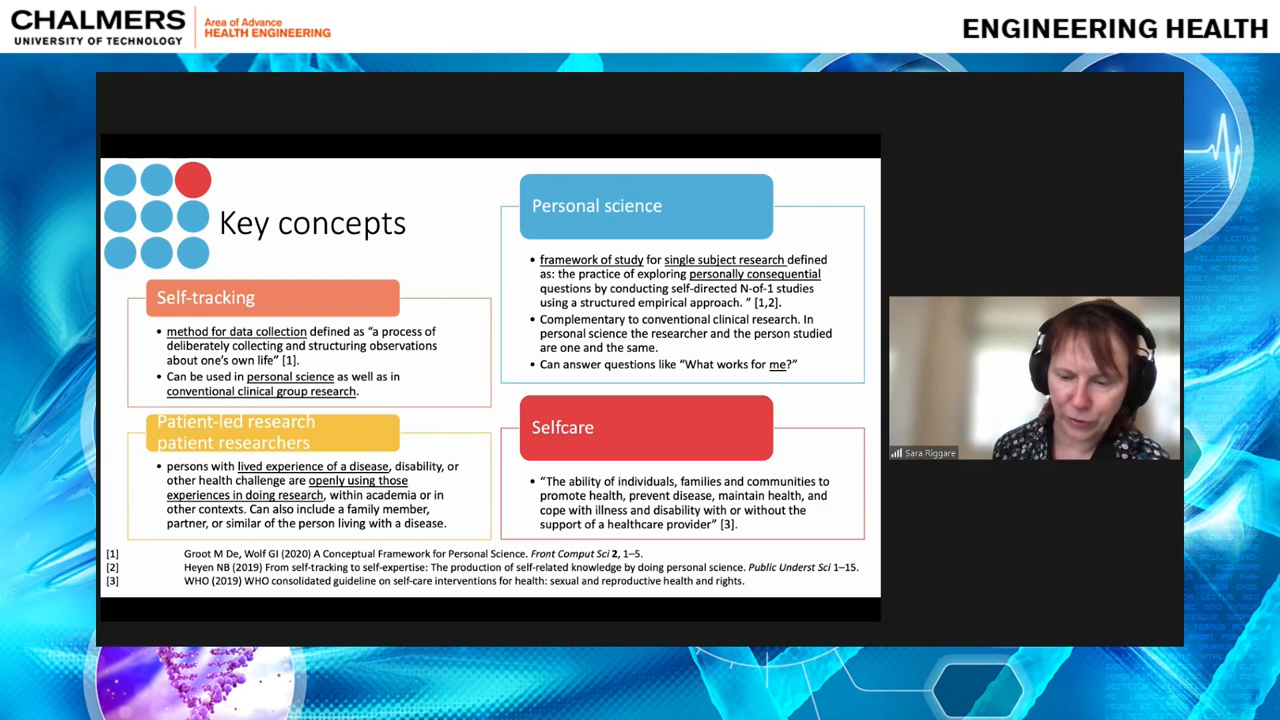 CHALMERS
UNIVERSITY OF TECHNOLOGY
Area of Advance
HEALTH ENGINEERING
ENGINEERING HEALTH
Key concepts
Self-tracking
• method for data collection defined as “a process of
deliberately collecting and structuring observations
about one’s own life” [1].
• Can be used in personal science as well as in
conventional clinical group research.
Patient-led research
patient researchers
• persons with lived experience of a disease, disability, or
other health challenge are openly using those
experiences in doing research, within academia or in
other contexts. Can also include a family member,
partner, or similar of the person living with a disease.
Personal science
• framework of study for single subject research defined
as: the practice of exploring personally consequential
questions by conducting self-directed N-of-1 studies
using a structured empirical approach. ” [1,2].
• Complementary to conventional clinical research. In
personal science the researcher and the person studied
are one and the same.
• Can answer questions like “What works for me?”
Selfcare
• “The ability of individuals, families and communities to
promote health, prevent disease, maintain health, and
cope with illness and disability with or without the
support of a healthcare provider” [3].
[1] Groot M De, Wolf GI (2020) A Conceptual Framework for Personal Science. Front Comput Sci 2, 1–5.
[2] Heyen NB (2019) From self-tracking to self-expertise: The production of self-related knowledge by doing personal science. Public Underst Sci 1–15.
[3] WHO (2019) WHO consolidated guideline on self-care interventions for health: sexual and reproductive health and rights.
Sara Riggare